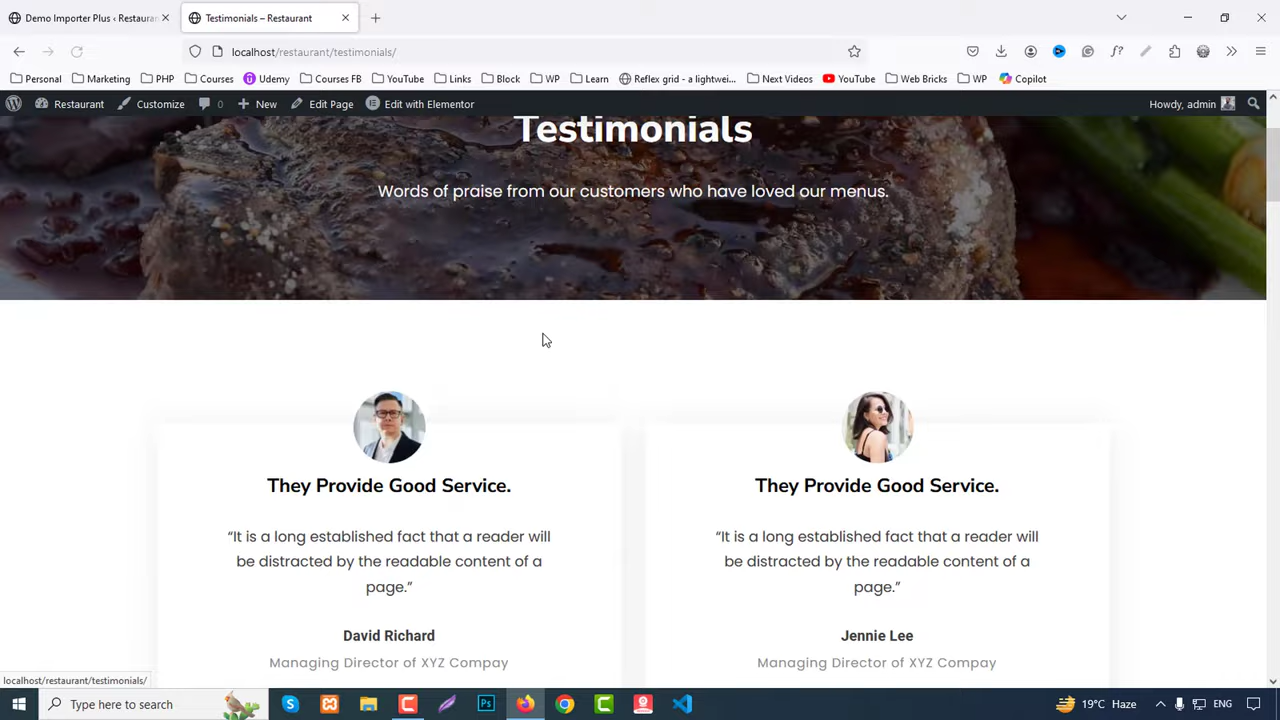 Demo Importer Plus ‹ Restaurar
Testimonials – Restaurant
localhost/restaurant/testimonials/
Personal Marketing PHP Courses Udemy Courses FB YouTube Links Block WP Learn Reflex grid - a lightwei... Next Videos YouTube Web Bricks WP Copilot
Restaurant Customize 0 New Edit Page Edit with Elementor Howdy, admin
Testimonials
Words of praise from our customers who have loved our menus.
They Provide Good Service.
“It is a long established fact that a reader will
be distracted by the readable content of a
page.”
David Richard
Managing Director of XYZ Compay
They Provide Good Service.
“It is a long established fact that a reader will
be distracted by the readable content of a
page.”
Jennie Lee
Managing Director of XYZ Compay
localhost/restaurant/testimonials/
Type here to search
19°C Haze ENG